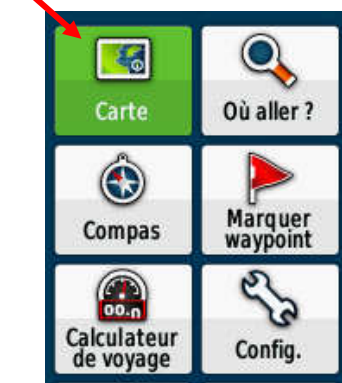 Carte
Où aller ?
Compas
Marquer
waypoint
00.0
Calculateur
de voyage
Config.